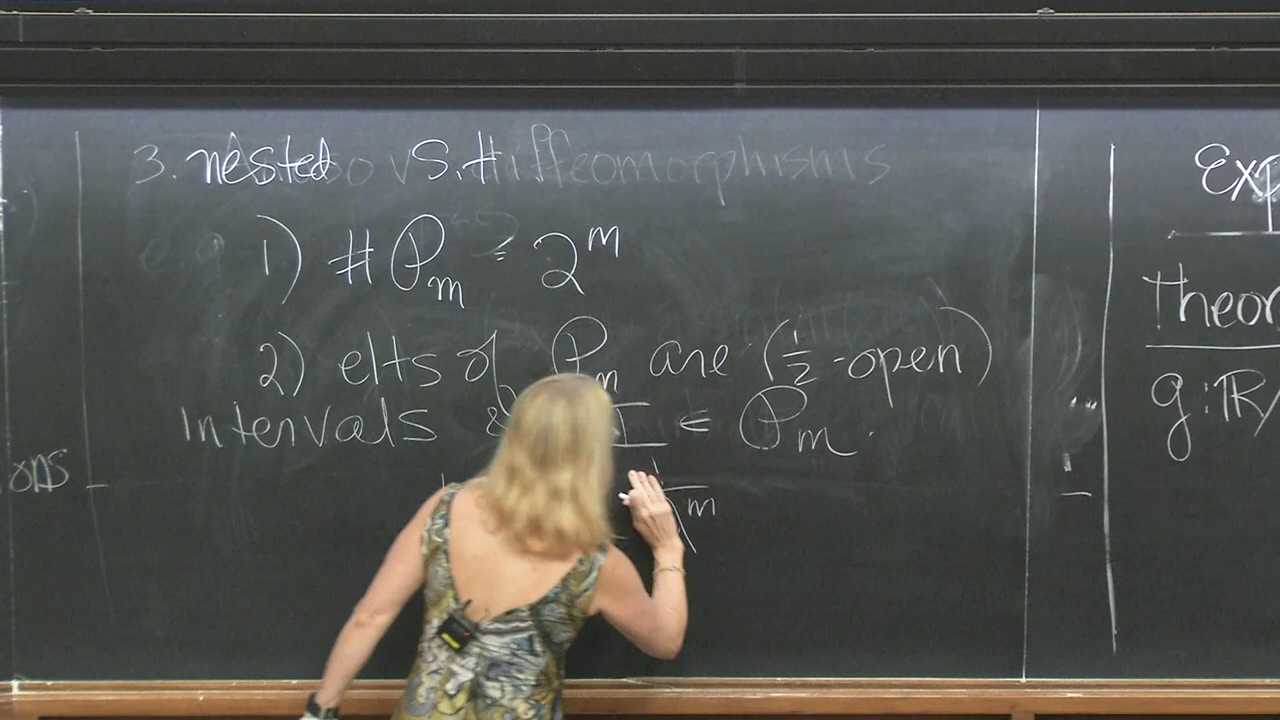 3. nested vs. diffeomorphisms
1) # P_m = 2^m
2) elts of P_m are (1/2 -open)
Intervals & I ∈ P_m.
m
ons
Exp
theor
g: R/